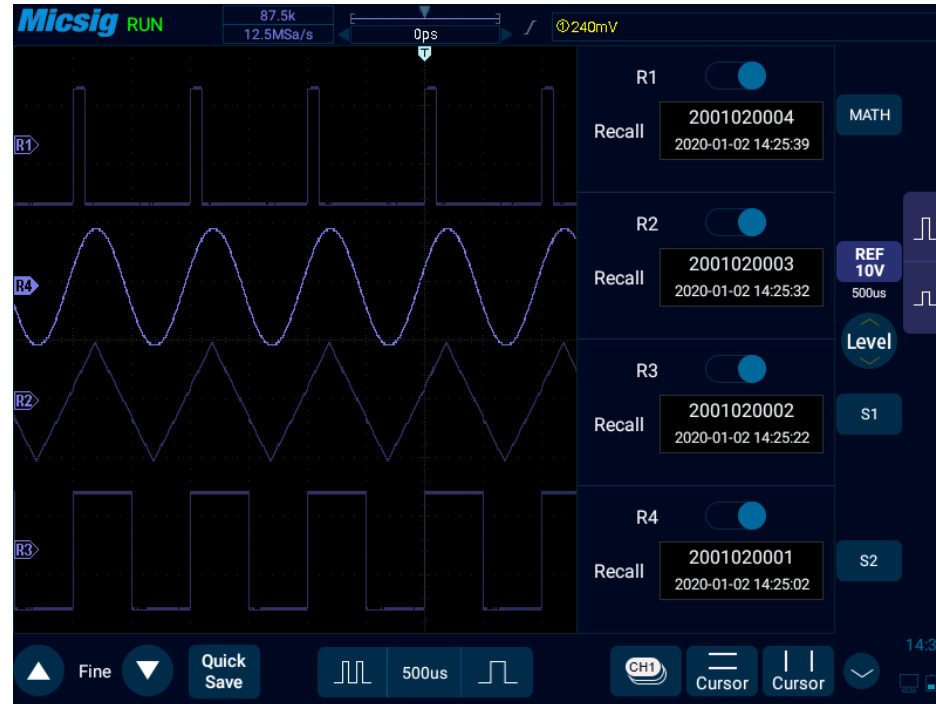 Micsig RUN
87.5k
12.5MSa/s
0ps
①240mV
T
R1
2001020004
Recall
2020-01-02 14:25:39
MATH
R1
R2
2001020003
Recall
2020-01-02 14:25:32
REF
10V
500us
R4
Level
R3
2001020002
Recall
2020-01-02 14:25:22
S1
R2
R4
2001020001
Recall
2020-01-02 14:25:02
S2
R3
Fine
Quick
Save
500us
CH1
Cursor
Cursor
14:3